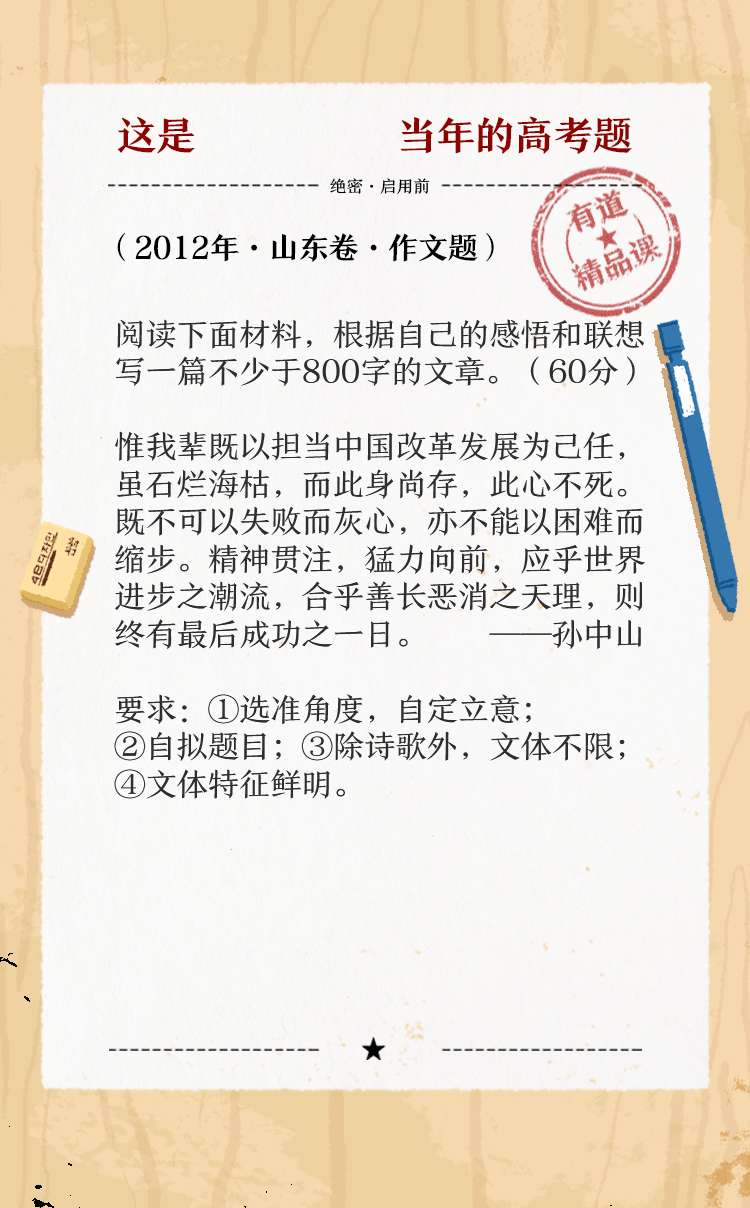 这是 当年的高考题
绝密·启用前
有道
精品课
（2012年·山东卷·作文题）
阅读下面材料，根据自己的感悟和联想
写一篇不少于800字的文章。（60分）
惟我辈既以担当中国改革发展为己任，
虽石烂海枯，而此身尚存，此心不死。
既不可以失败而灰心，亦不能以困难而
缩步。精神贯注，猛力向前，应乎世界
进步之潮流，合乎善长恶消之天理，则
终有最后成功之一日。 ——孙中山
要求：①选准角度，自定立意；
②自拟题目；③除诗歌外，文体不限；
④文体特征鲜明。